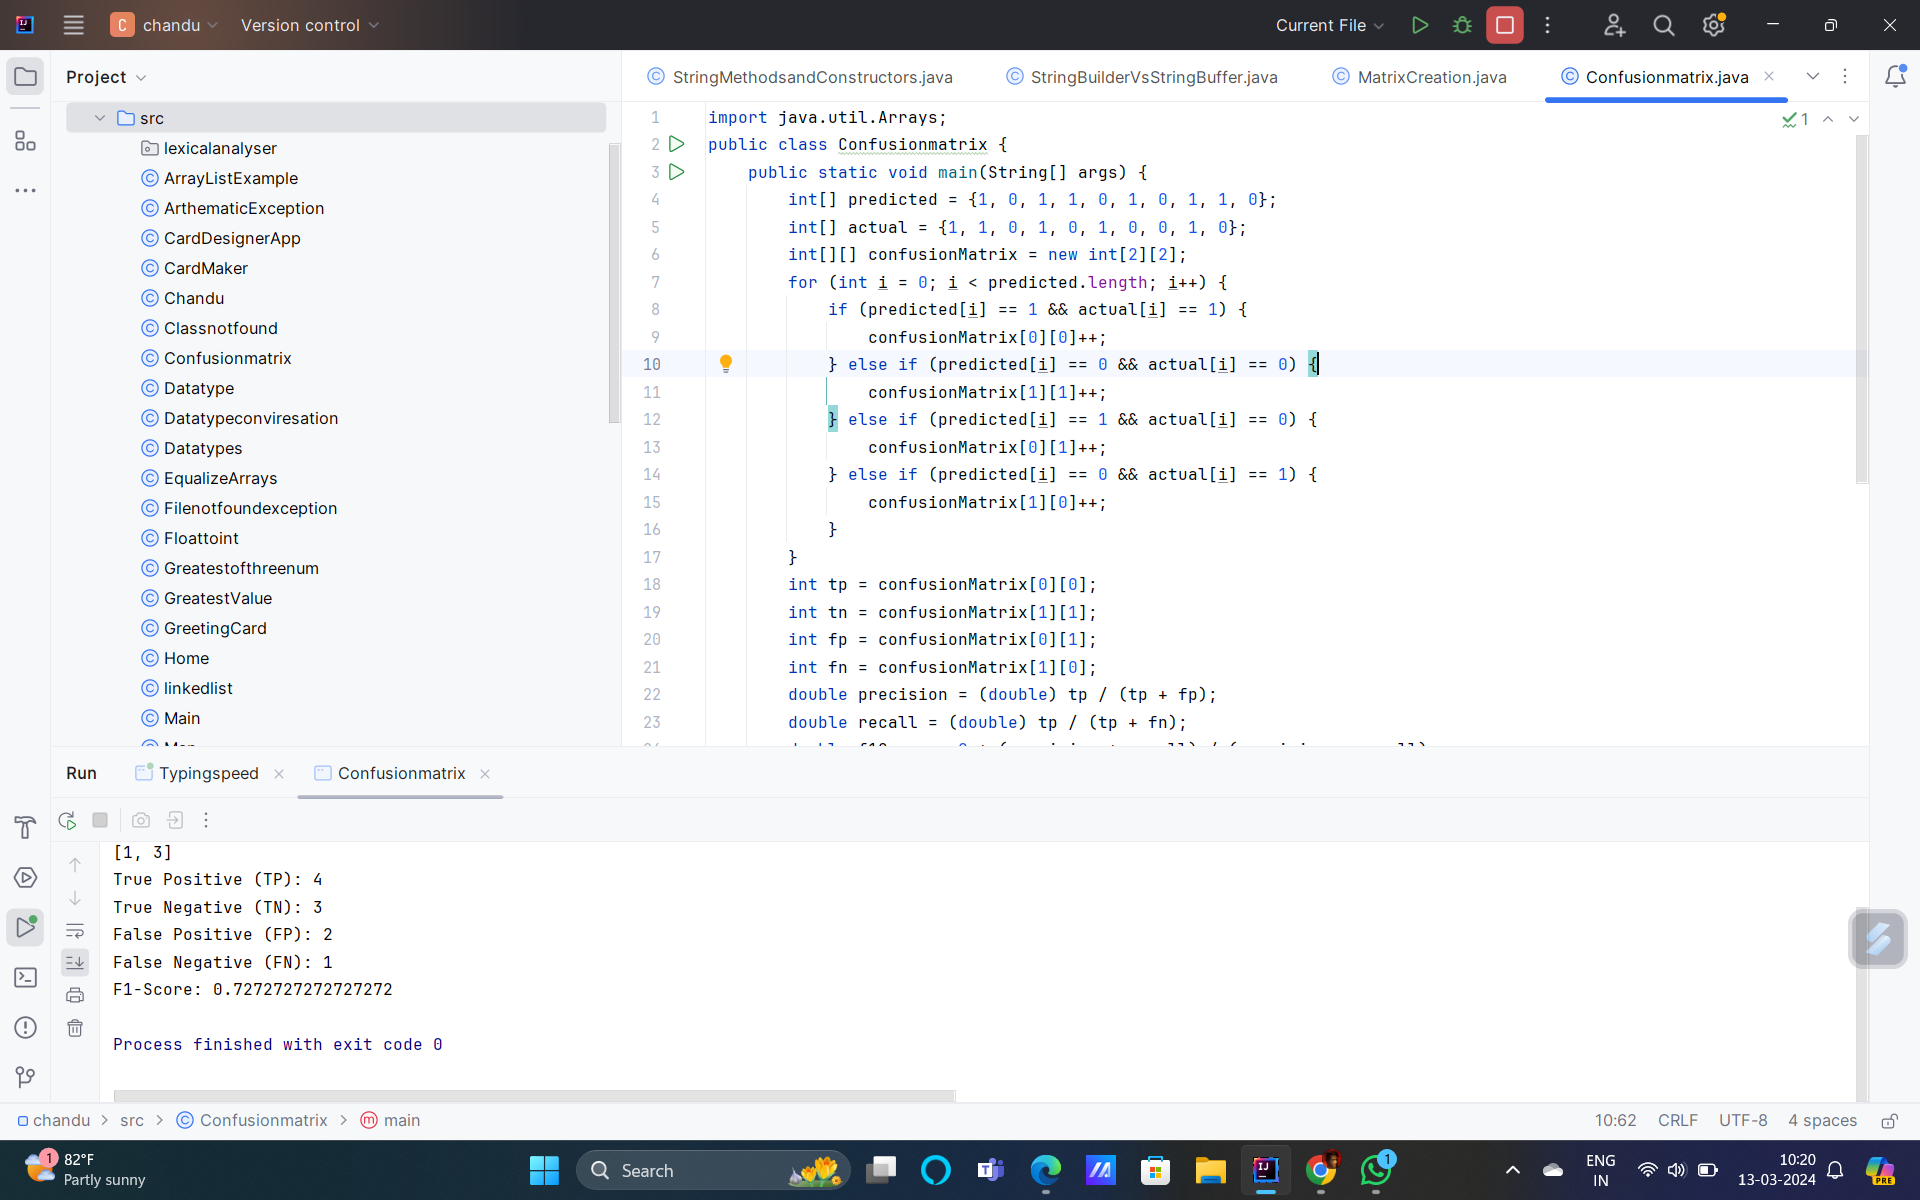 C chandu Version control Current File
Project
StringMethodsandConstructors.java StringBuilderVsStringBuffer.java MatrixCreation.java Confusionmatrix.java
src
lexicalanalyser
ArrayListExample
ArthematicException
CardDesignerApp
CardMaker
Chandu
Classnotfound
Confusionmatrix
Datatype
Datatypeconviresation
Datatypes
EqualizeArrays
Filenotfoundexception
Floattoint
Greatestofthreenum
GreatestValue
GreetingCard
Home
linkedlist
Main
1 import java.util.Arrays;
2 public class Confusionmatrix {
3 public static void main(String[] args) {
4 int[] predicted = {1, 0, 1, 1, 0, 1, 0, 1, 1, 0};
5 int[] actual = {1, 1, 0, 1, 0, 1, 0, 0, 1, 0};
6 int[][] confusionMatrix = new int[2][2];
7 for (int i = 0; i < predicted.length; i++) {
8 if (predicted[i] == 1 && actual[i] == 1) {
9 confusionMatrix[0][0]++;
10 } else if (predicted[i] == 0 && actual[i] == 0) {
11 confusionMatrix[1][1]++;
12 } else if (predicted[i] == 1 && actual[i] == 0) {
13 confusionMatrix[0][1]++;
14 } else if (predicted[i] == 0 && actual[i] == 1) {
15 confusionMatrix[1][0]++;
16 }
17 }
18 int tp = confusionMatrix[0][0];
19 int tn = confusionMatrix[1][1];
20 int fp = confusionMatrix[0][1];
21 int fn = confusionMatrix[1][0];
22 double precision = (double) tp / (tp + fp);
23 double recall = (double) tp / (tp + fn);
1
Run Typingspeed Confusionmatrix
[1, 3]
True Positive (TP): 4
True Negative (TN): 3
False Positive (FP): 2
False Negative (FN): 1
F1-Score: 0.7272727272727272
Process finished with exit code 0
chandu > src > Confusionmatrix > main 10:62 CRLF UTF-8 4 spaces
1 82°F
Partly sunny
Search
1
ENG
IN
10:20
13-03-2024
PRE